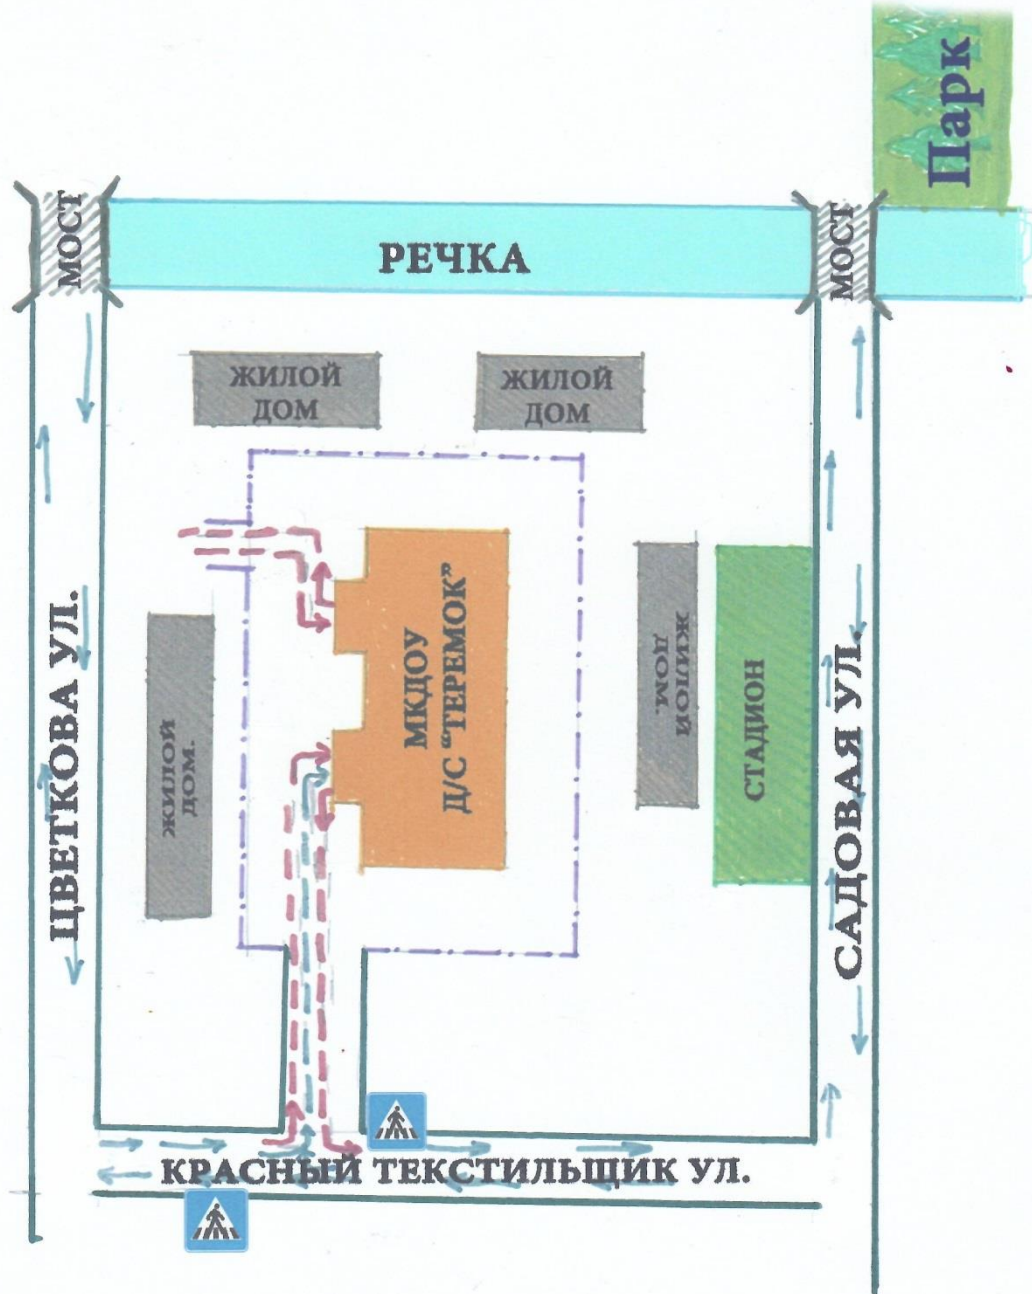 Парк
МОСТ
РЕЧКА
МОСТ
ЖИЛОЙ
ДОМ
ЖИЛОЙ
ДОМ
ЦВЕТКОВА УЛ.
ЖИЛОЙ
ДОМ.
МКДОУ
Д/С “ТЕРЕМОК”
ЖИЛОЙ
ДОМ.
СТАДИОН
САДОВАЯ УЛ.
КРАСНЫЙ ТЕКСТИЛЬЩИК УЛ.